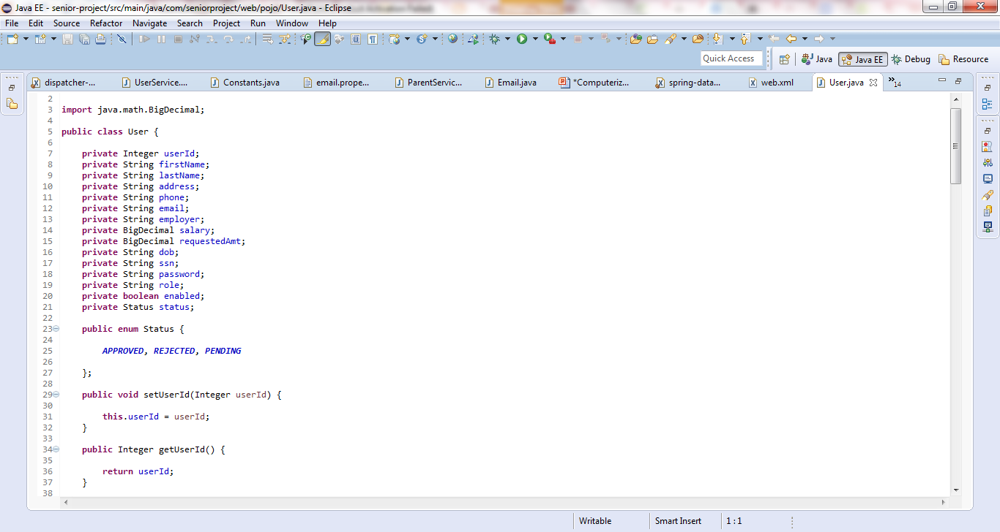 Java EE - senior-project/src/main/java/com/seniorproject/web/pojo/User.java - Eclipse
File Edit Source Refactor Navigate Search Project Run Window Help
Quick Access Java Java EE Debug Resource
dispatcher-... UserService.... Constants.java email.prope... ParentServic... Email.java *Computeriz... spring-data... web.xml User.java »14
2
3 import java.math.BigDecimal;
4
5 public class User {
6
7 private Integer userId;
8 private String firstName;
9 private String lastName;
10 private String address;
11 private String phone;
12 private String email;
13 private String employer;
14 private BigDecimal salary;
15 private BigDecimal requestedAmt;
16 private String dob;
17 private String ssn;
18 private String password;
19 private String role;
20 private boolean enabled;
21 private Status status;
22
23 public enum Status {
24
25 APPROVED, REJECTED, PENDING
26
27 };
28
29 public void setUserId(Integer userId) {
30
31 this.userId = userId;
32 }
33
34 public Integer getUserId() {
35
36 return userId;
37 }
38
Writable Smart Insert 1 : 1